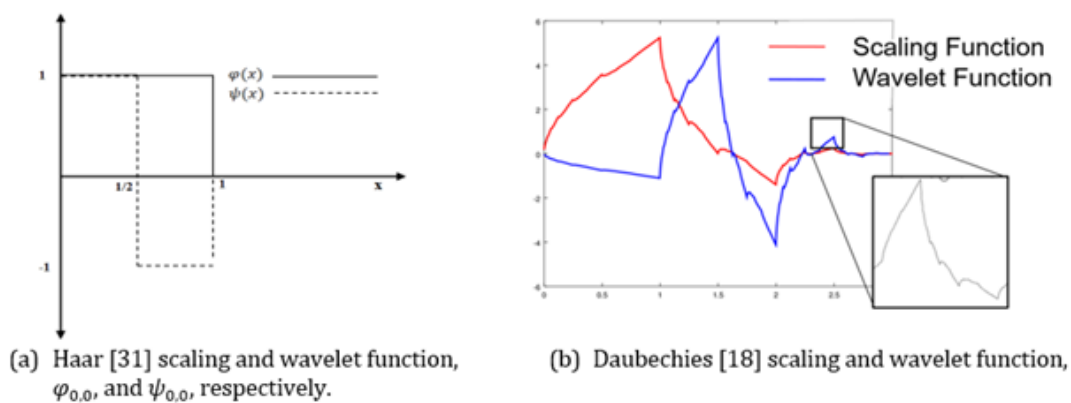 1
φ(x)
ψ(x)
1/2
1
x
-1
(a) Haar [31] scaling and wavelet function,
φ₀,₀, and ψ₀,₀, respectively.
6
4
2
0
-2
-4
-6
0
0.5
1
1.5
2
2.5
Scaling Function
Wavelet Function
(b) Daubechies [18] scaling and wavelet function,